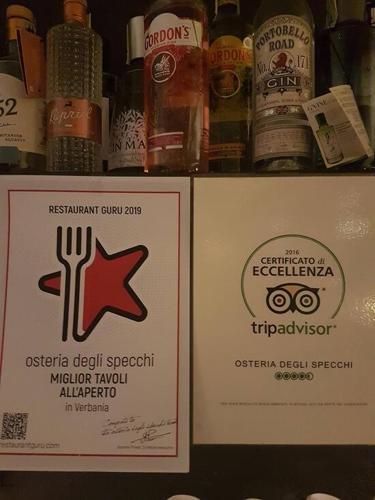 52
GORDON'S
GORDON'S
PORTOBELLO
ROAD
No. 171
GIN
RESTAURANT GURU 2019
osteria degli specchi
MIGLIOR TAVOLI
ALL'APERTO
in Verbania
restaurantguru.com
2016
CERTIFICATO di
ECCELLENZA
tripadvisor®
OSTERIA DEGLI SPECCHI